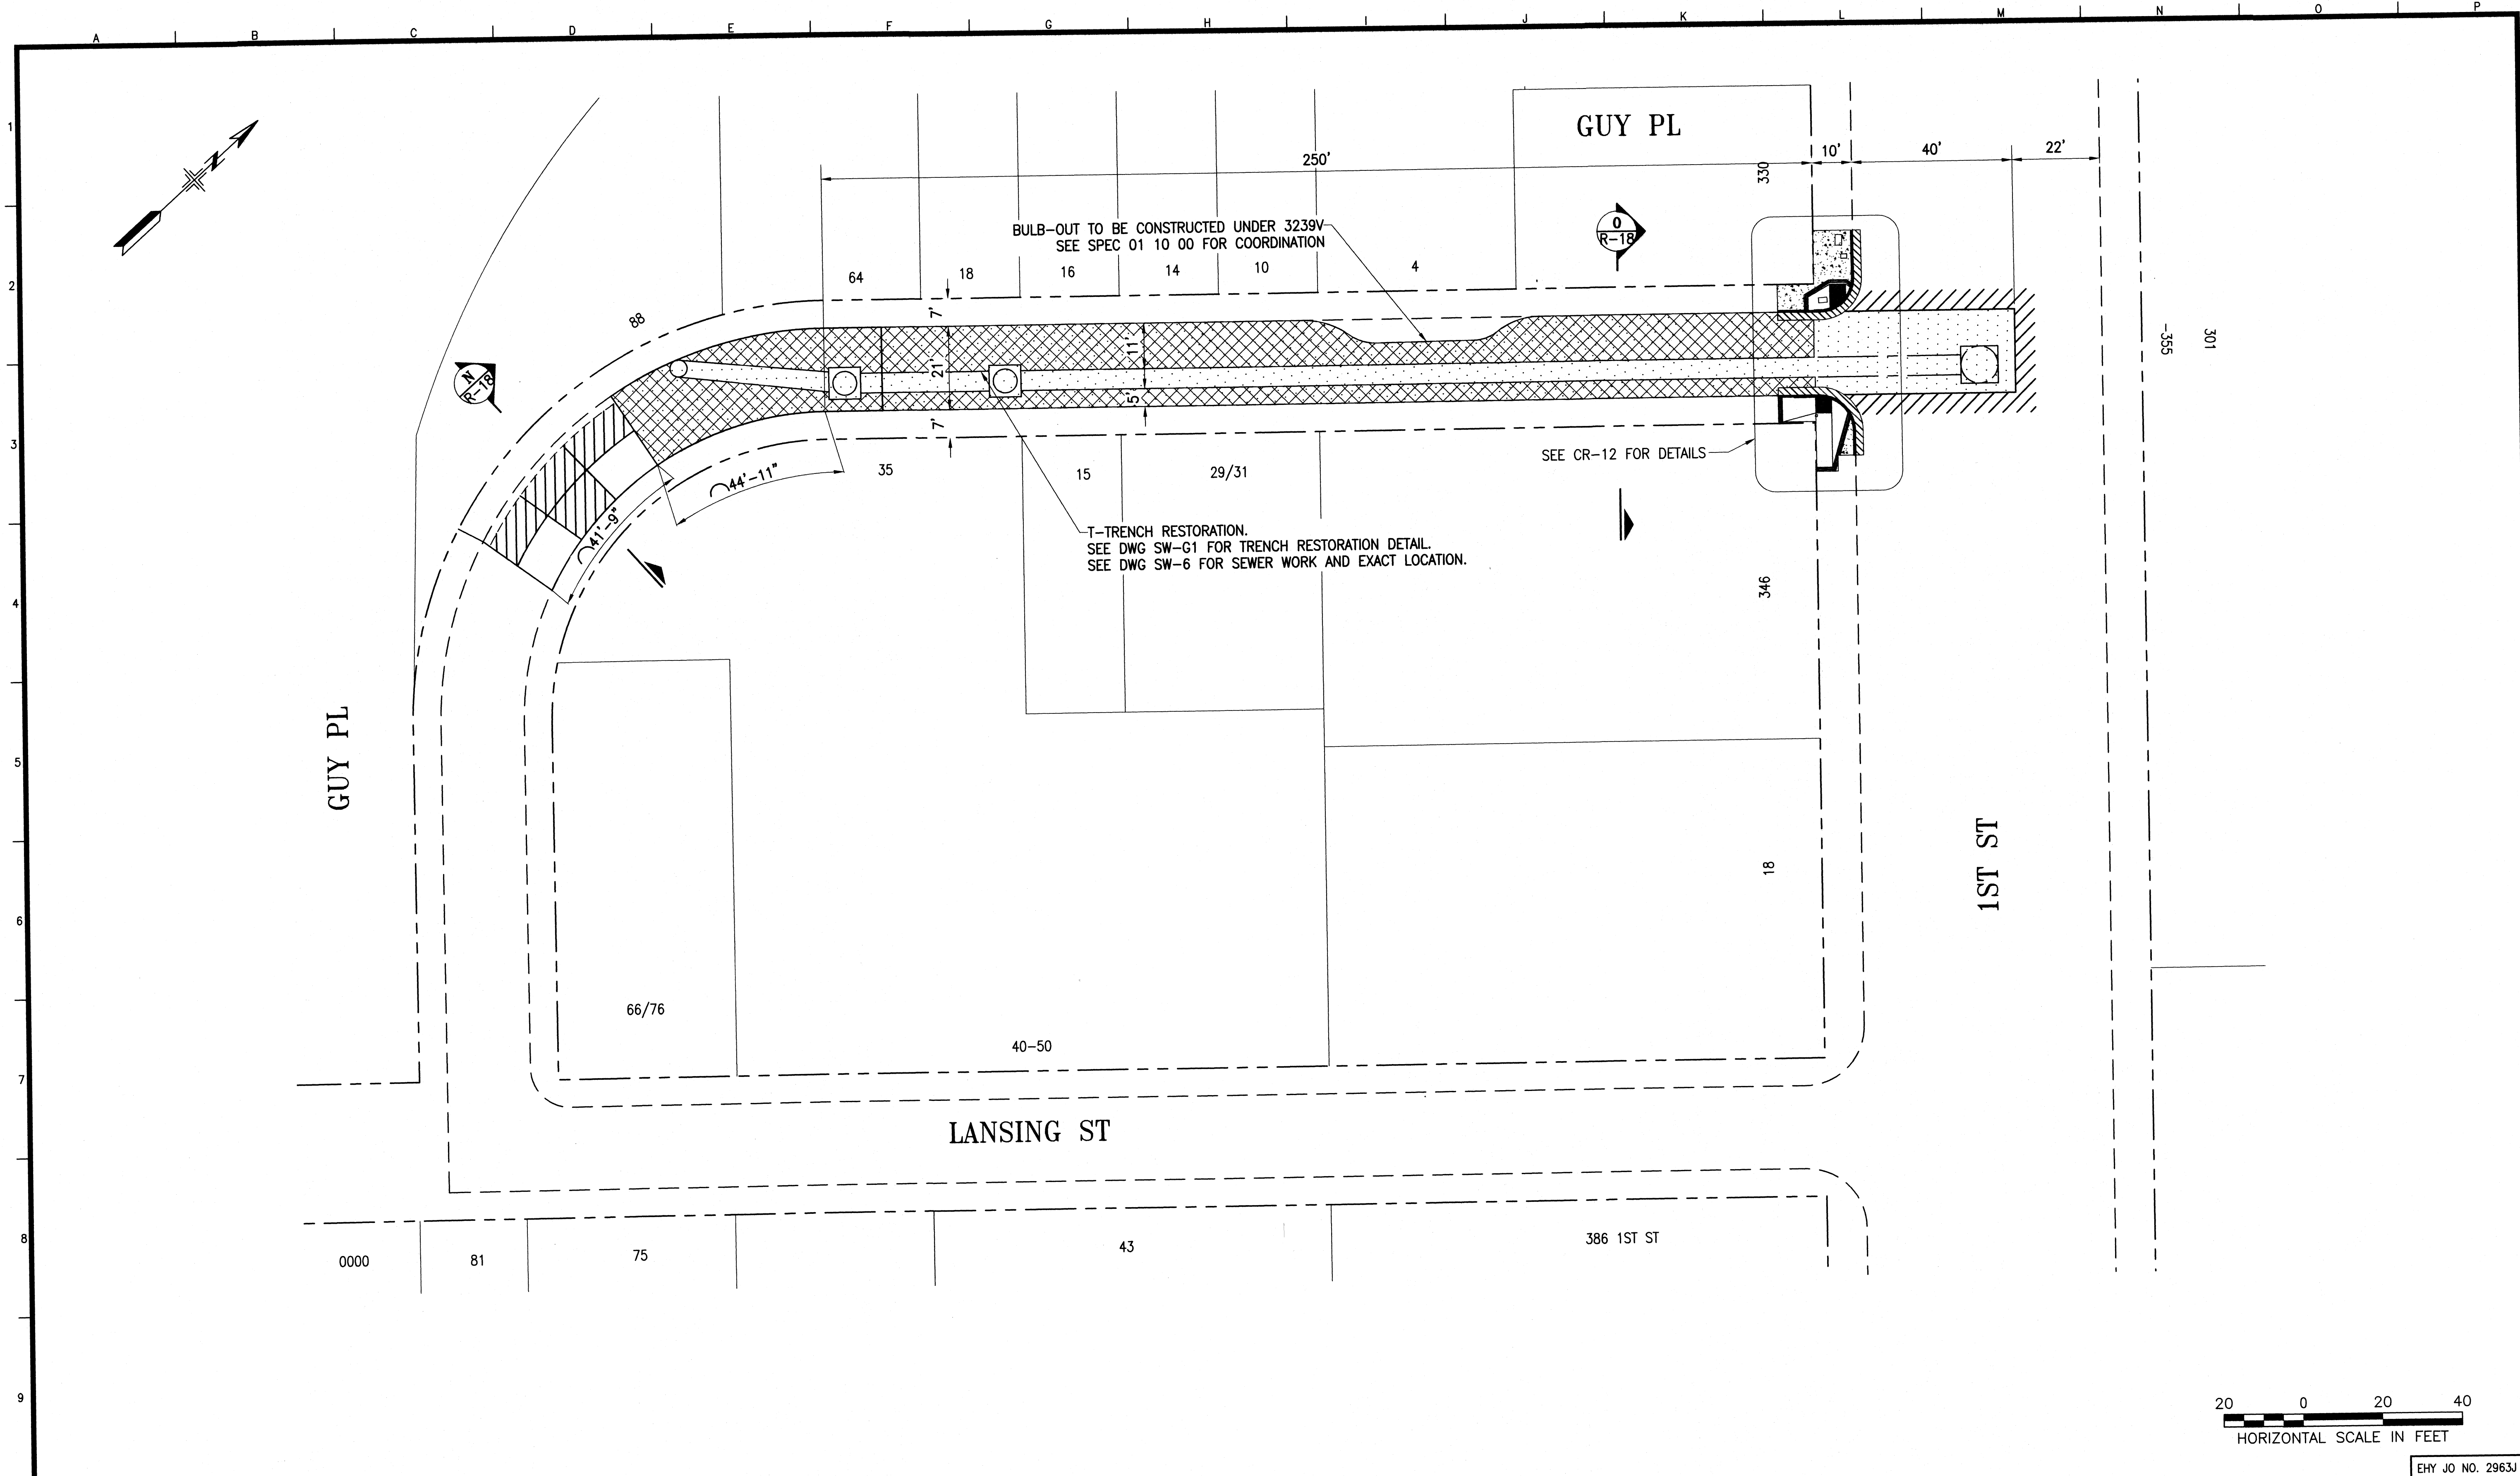 A B C D E F G H I J K L M N O P
1
2
3
4
5
6
7
8
9
N
GUY PL
250'
10'
40'
22'
330
BULB-OUT TO BE CONSTRUCTED UNDER 3239V
SEE SPEC 01 10 00 FOR COORDINATION
O
R-18
64
18
16
14
10
4
88
7'
21'
11'
5'
7'
N
R-18
-355
301
44'-11"
41'-9"
35
15
29/31
SEE CR-12 FOR DETAILS
T-TRENCH RESTORATION.
SEE DWG SW-G1 FOR TRENCH RESTORATION DETAIL.
SEE DWG SW-6 FOR SEWER WORK AND EXACT LOCATION.
346
GUY PL
1ST ST
18
66/76
40-50
LANSING ST
0000
81
75
43
386 1ST ST
20 0 20 40
HORIZONTAL SCALE IN FEET
EHY JO NO. 2963J